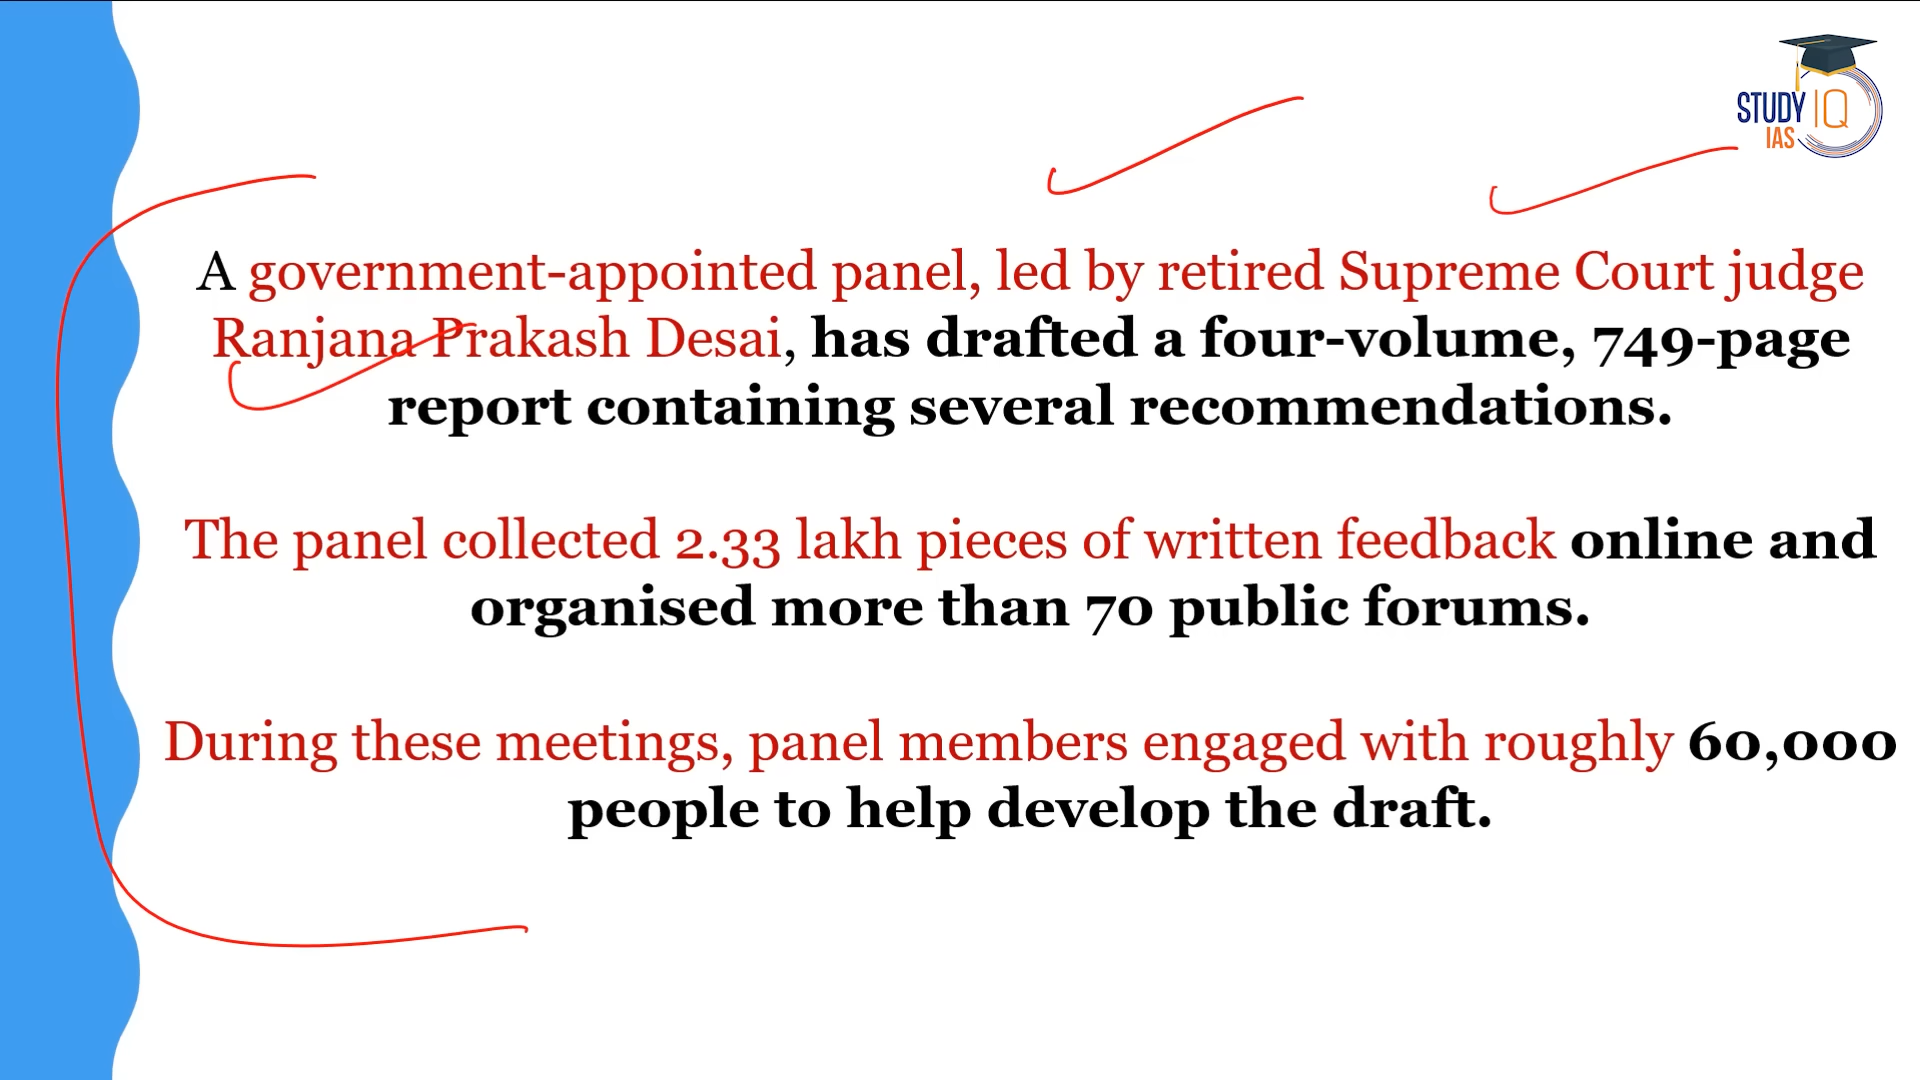 STUDY IQ
IAS
A government-appointed panel, led by retired Supreme Court judge
Ranjana Prakash Desai, has drafted a four-volume, 749-page
report containing several recommendations.
The panel collected 2.33 lakh pieces of written feedback online and
organised more than 70 public forums.
During these meetings, panel members engaged with roughly 60,000
people to help develop the draft.